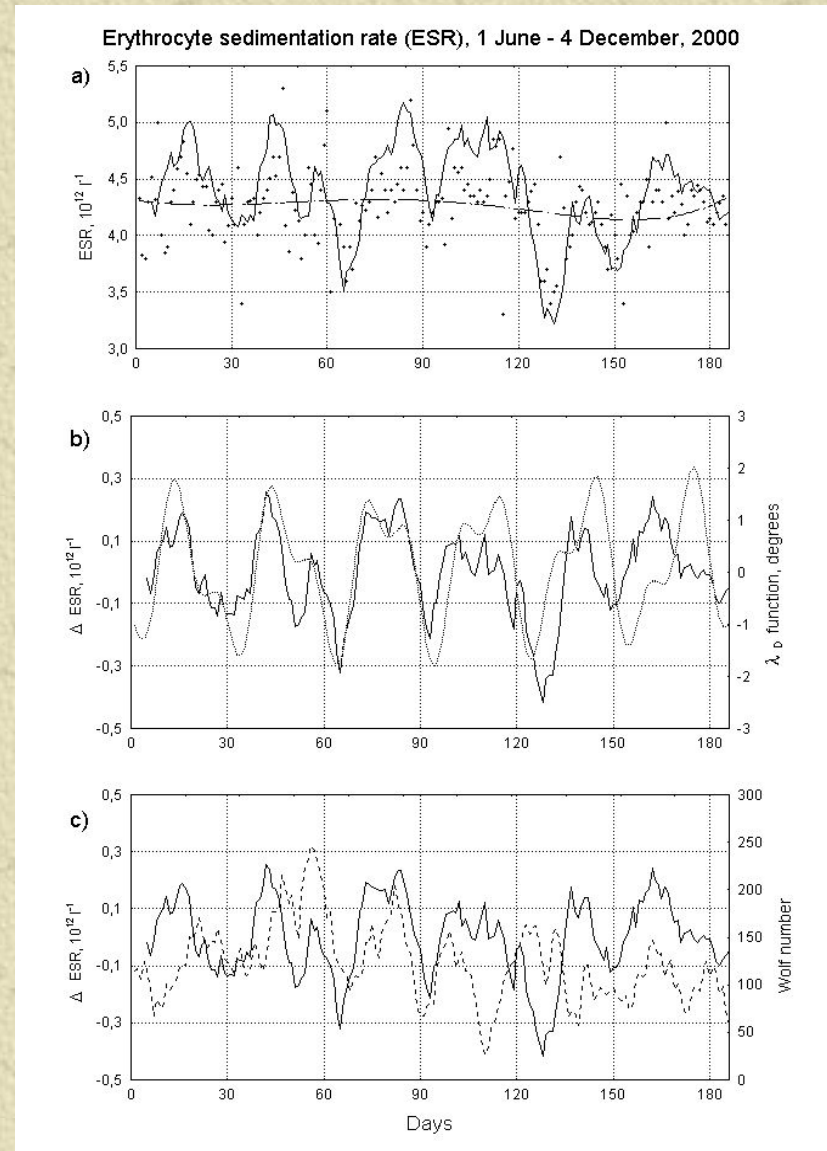 Erythrocyte sedimentation rate (ESR), 1 June - 4 December, 2000
a)
ESR, 10¹² l⁻¹
5,5
5,0
4,5
4,0
3,5
3,0
0 30 60 90 120 150 180
b)
Δ ESR, 10¹² l⁻¹
0,5
0,3
0,1
-0,1
-0,3
-0,5
3
2
1
0
-1
-2
-3
λ D function, degrees
0 30 60 90 120 150 180
c)
Δ ESR, 10¹² l⁻¹
0,5
0,3
0,1
-0,1
-0,3
-0,5
300
250
200
150
100
50
0
Wolf number
0 30 60 90 120 150 180
Days